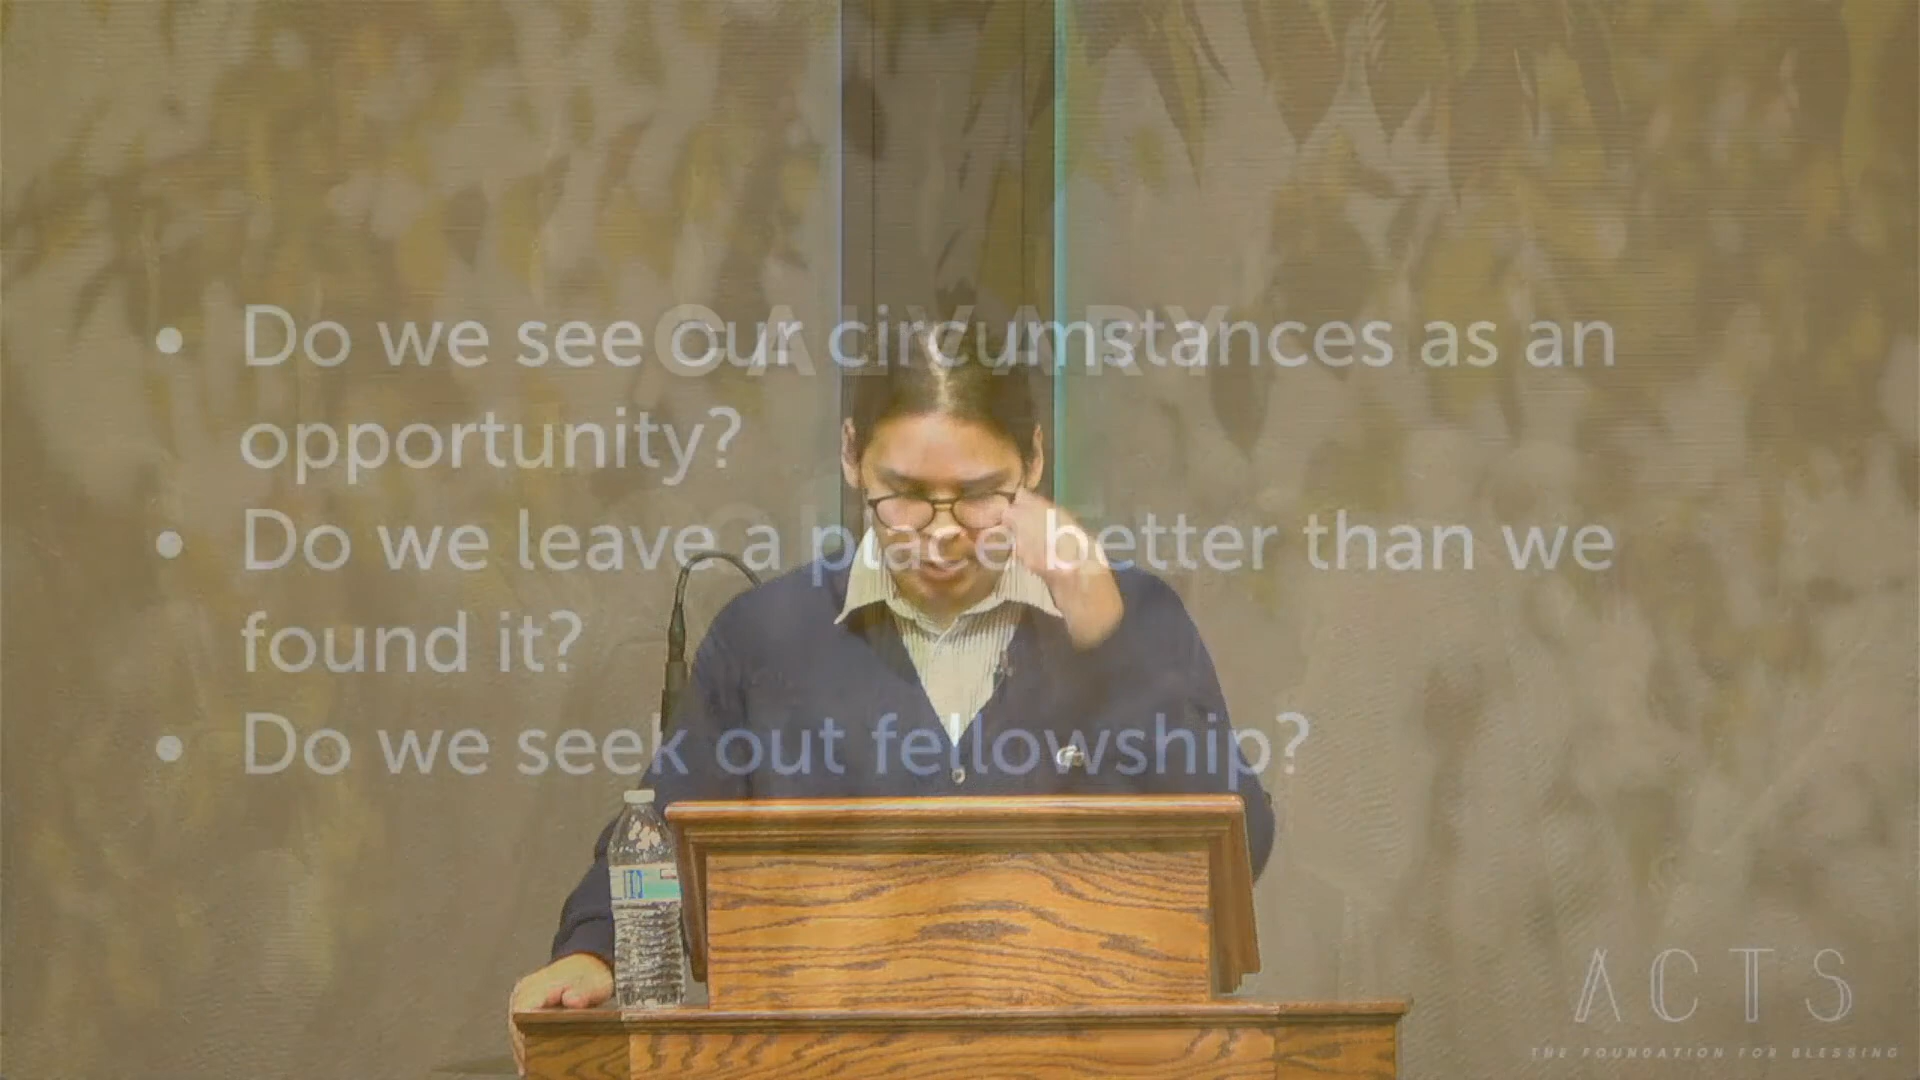 CALVARY
• Do we see our circumstances as an
opportunity?
• Do we leave a place better than we
found it?
• Do we seek out fellowship?
ACTS
THE FOUNDATION FOR BLESSING